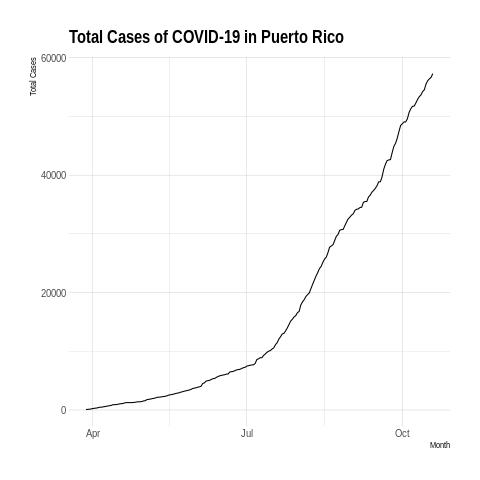 Total Cases of COVID-19 in Puerto Rico
Total Cases
60000
40000
20000
0
Apr Jul Oct
Month